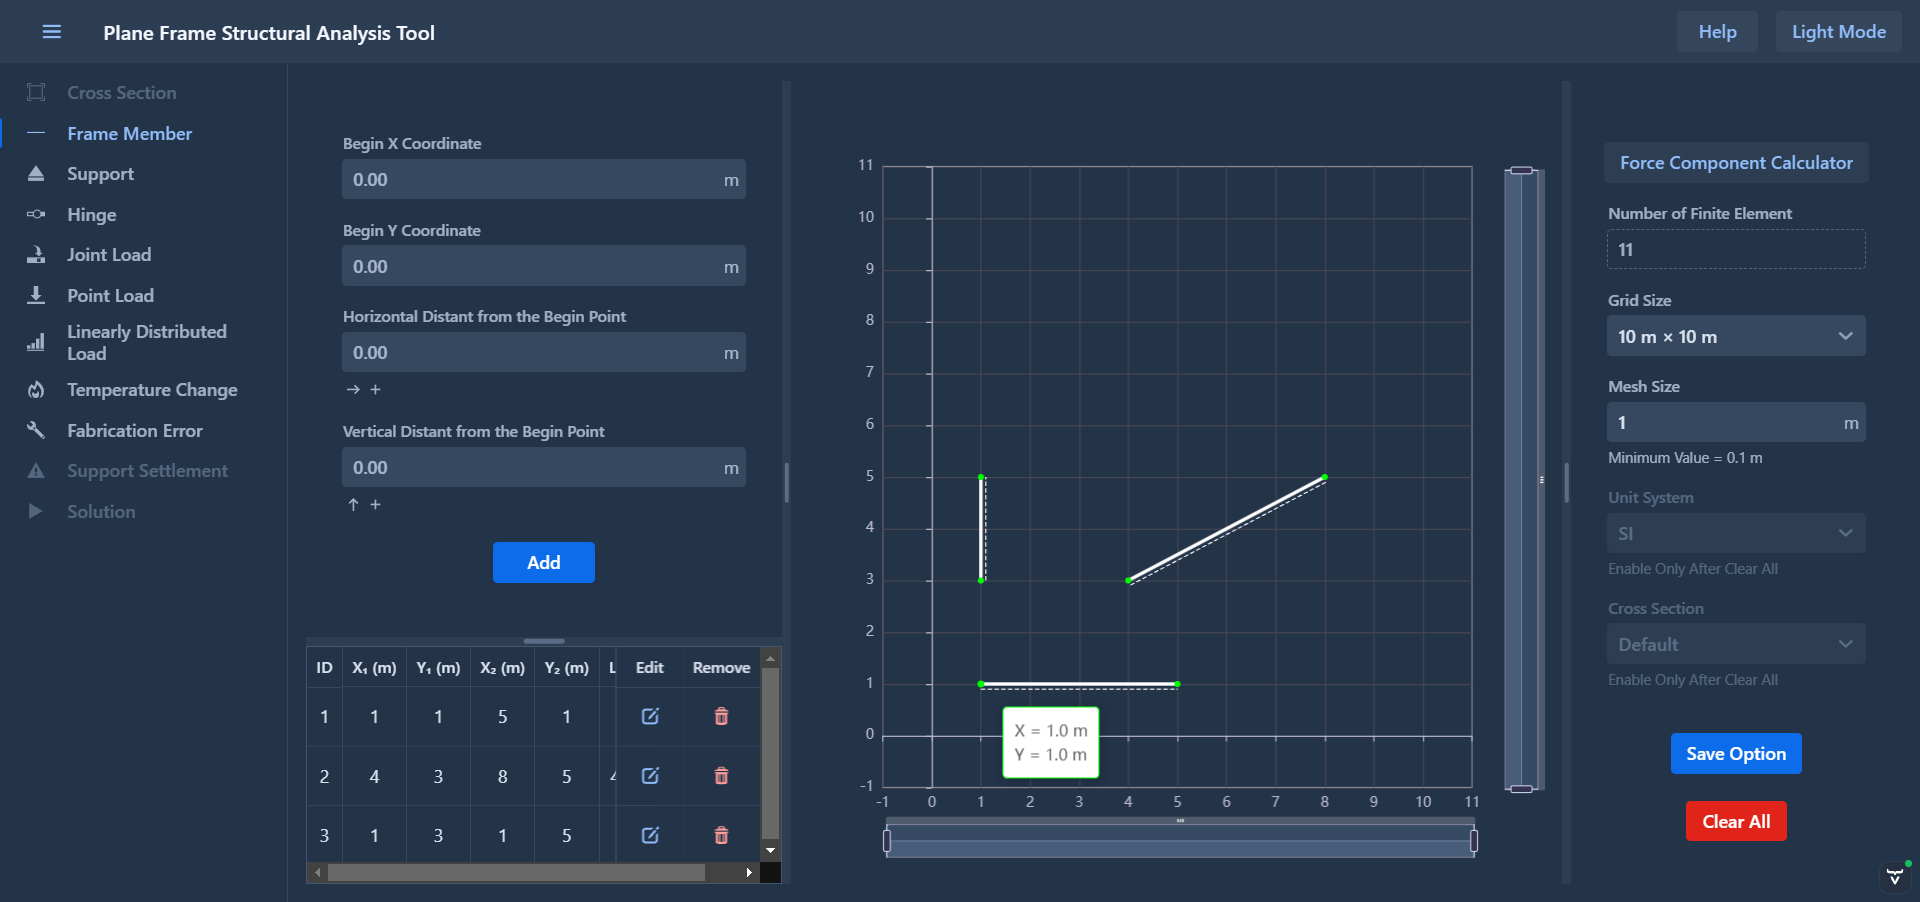 Plane Frame Structural Analysis Tool
Help
Light Mode
Cross Section
Frame Member
Support
Hinge
Joint Load
Point Load
Linearly Distributed
Load
Temperature Change
Fabrication Error
Support Settlement
Solution
Begin X Coordinate
0.00 m
Begin Y Coordinate
0.00 m
Horizontal Distant from the Begin Point
0.00 m
→ +
Vertical Distant from the Begin Point
0.00 m
↑ +
Add
ID X₁ (m) Y₁ (m) X₂ (m) Y₂ (m) L Edit Remove
1 1 1 5 1
2 4 3 8 5 4
3 1 3 1 5
11
10
9
8
7
6
5
4
3
2
1
0
-1
X = 1.0 m
Y = 1.0 m
-1 0 1 2 3 4 5 6 7 8 9 10 11
Force Component Calculator
Number of Finite Element
11
Grid Size
10 m × 10 m
Mesh Size
1 m
Minimum Value = 0.1 m
Unit System
SI
Enable Only After Clear All
Cross Section
Default
Enable Only After Clear All
Save Option
Clear All